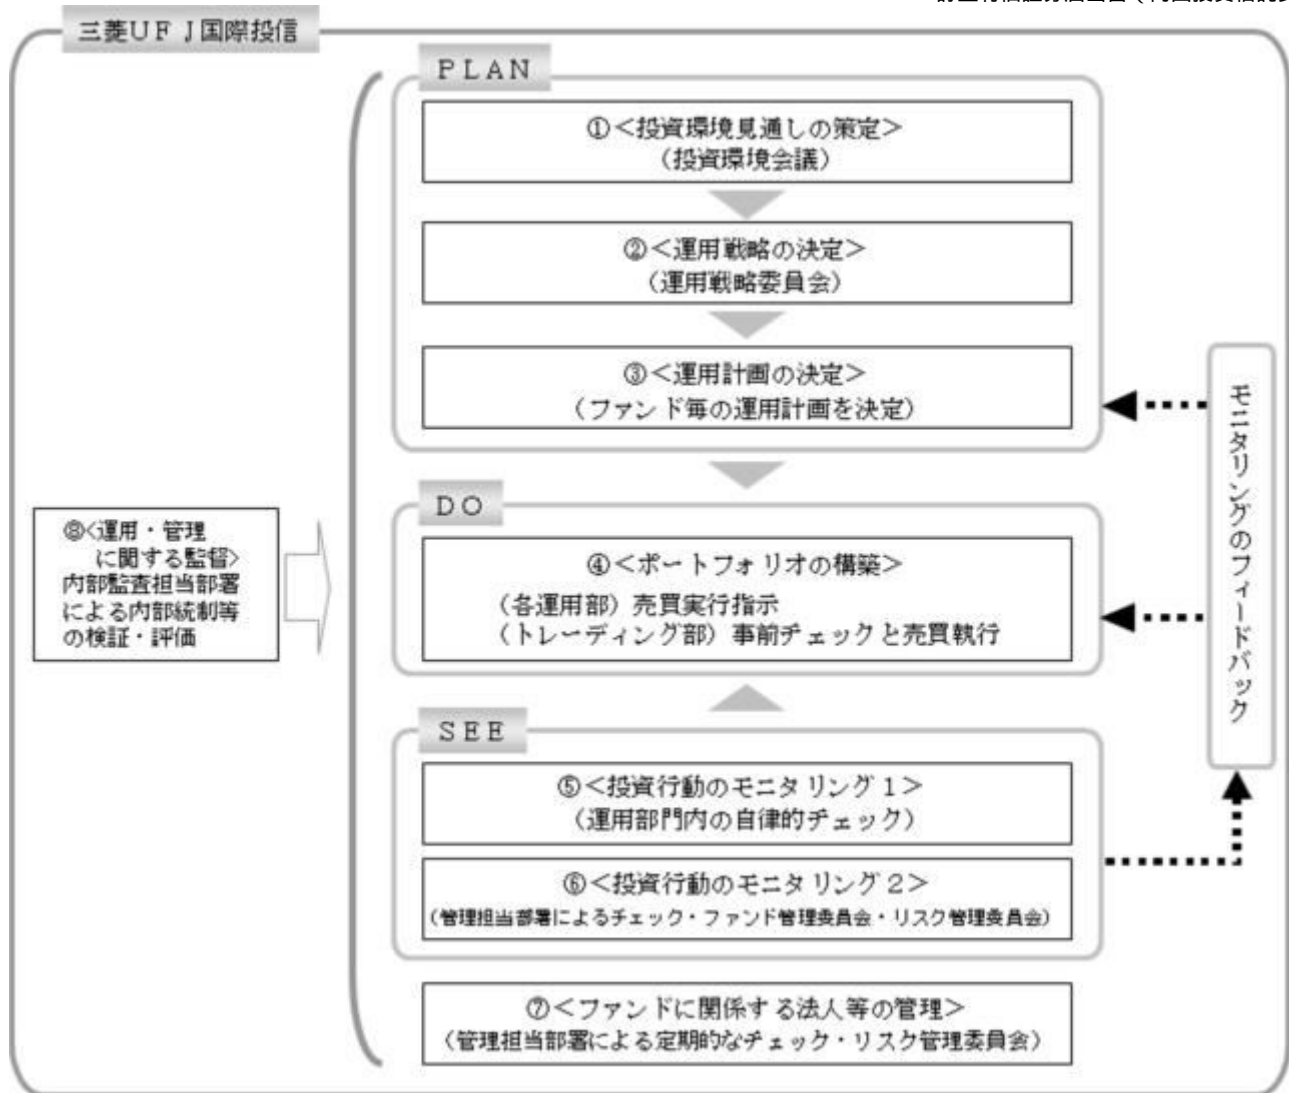 三菱UFJ国際投信
PLAN
①＜投資環境見通しの策定＞
（投資環境会議）
②＜運用戦略の決定＞
（運用戦略委員会）
③＜運用計画の決定＞
（ファンド毎の運用計画を決定）
DO
④＜ポートフォリオの構築＞
（各運用部）売買実行指示
（トレーディング部）事前チェックと売買執行
SEE
⑤＜投資行動のモニタリング1＞
（運用部門内の自律的チェック）
⑥＜投資行動のモニタリング2＞
（管理担当部署によるチェック・ファンド管理委員会・リスク管理委員会）
⑦＜ファンドに関係する法人等の管理＞
（管理担当部署による定期的なチェック・リスク管理委員会）
⑧＜運用・管理
に関する監督＞
内部監査担当部署
による内部統制等
の検証・評価
モニタリングのフィードバック